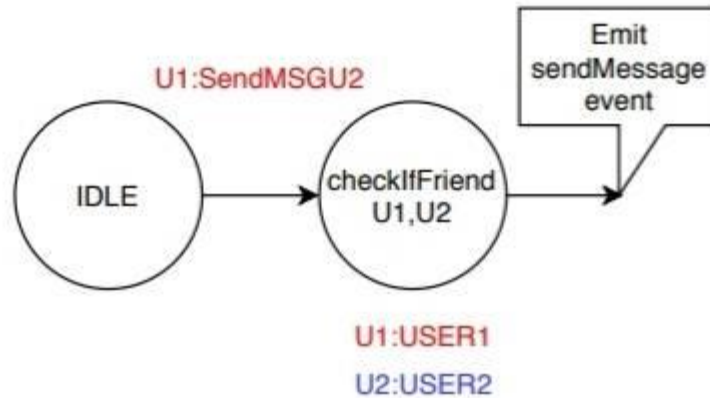 Emit
sendMessage
event
U1:SendMSGU2
IDLE
checkIfFriend
U1,U2
U1:USER1
U2:USER2